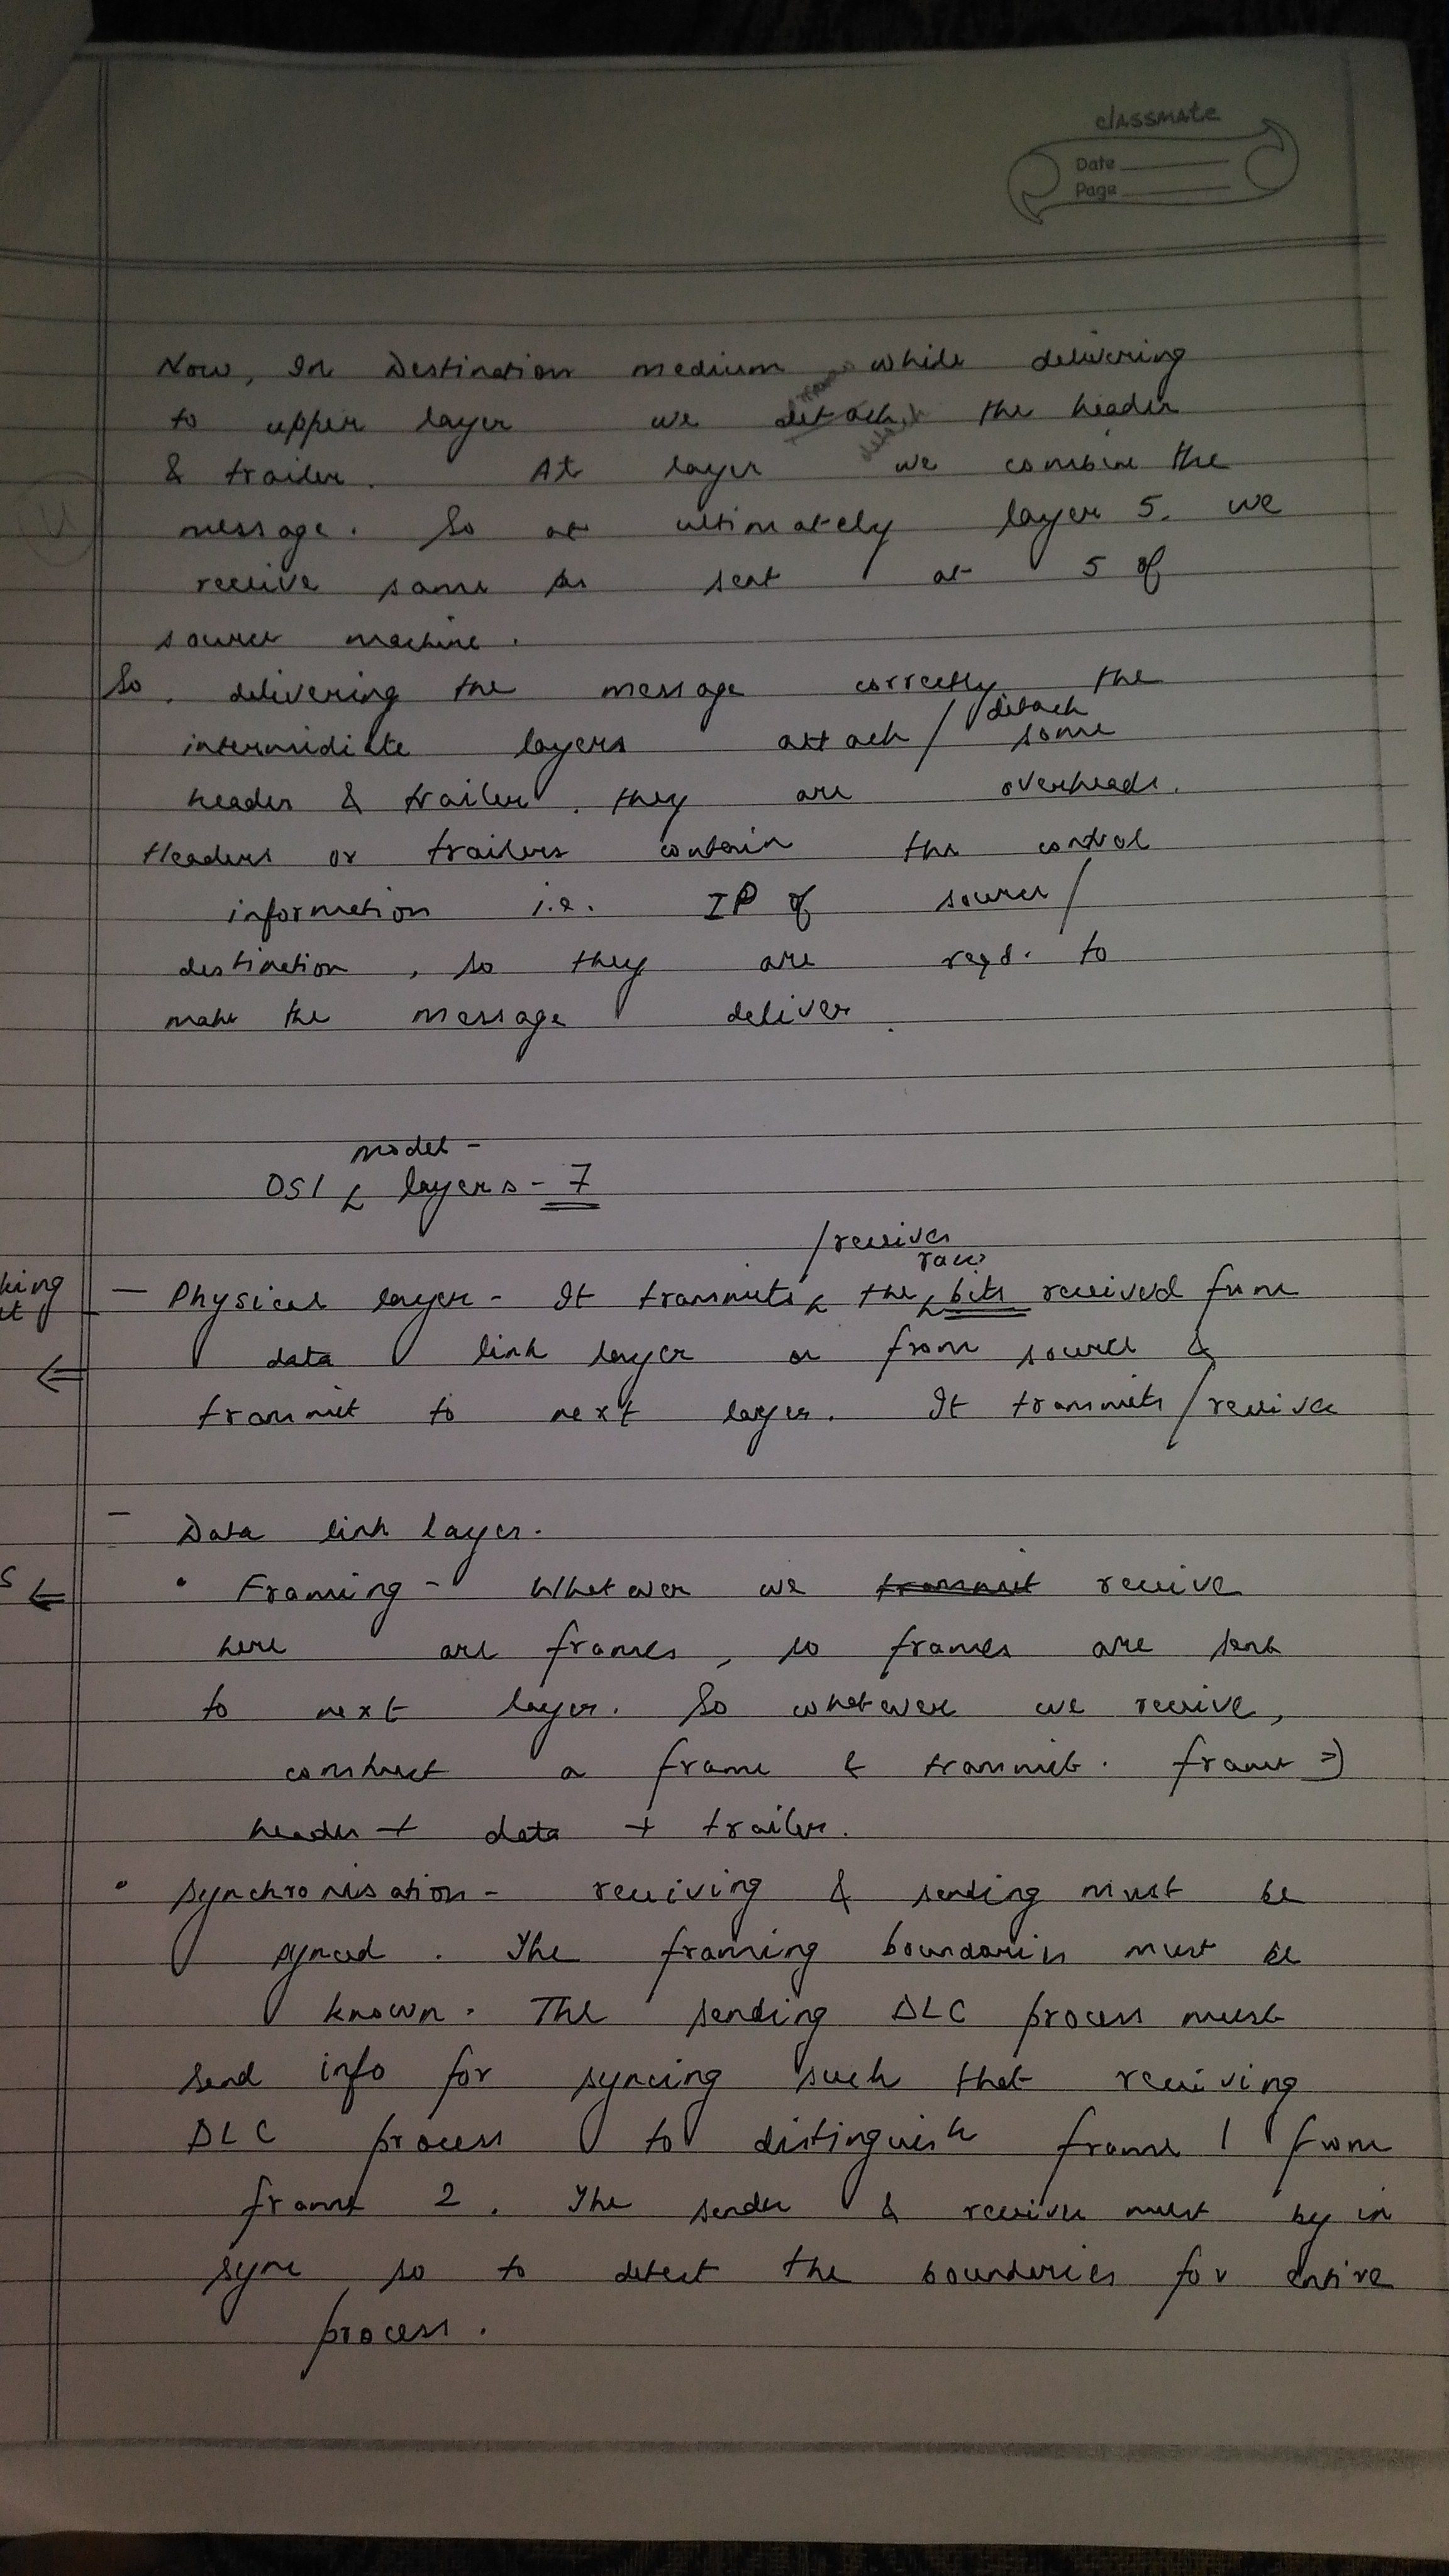 classmate
Date
Page
Now, In Destination medium while delivering
to upper layer we detach the header
& trailer. At layer we combine the
message. So at ultimately layer 5. we
receive same as sent at 5 of
source machine.
So, delivering the message correctly the
detach
intermidiate layers attach / some
header & trailer. they are overheads.
Headers or trailers contain the control
information i.e. IP of source/
destination, so they are reqd. to
make the message deliver.
model -
OSI layers - 7
/receives
raw
king
- Physical layer - It transmits the bits received from
data link layer or from source &
transmit to next layer. It transmits/receive
- Data link layer.
• Framing - Whatever we transmit receive
here are frames, so frames are sent
to next layer. So whatever we receive,
construct a frame & transmit. frame =>
header + data + trailer.
• Synchronisation - receiving & sending must be
synced. The framing boundaries must be
known. The sending DLC process must
send info for syncing such that receiving
DLC process to distinguish frame 1 from
frame 2. The sender & receiver must by in
sync so to detect the bounderies for entire
process.